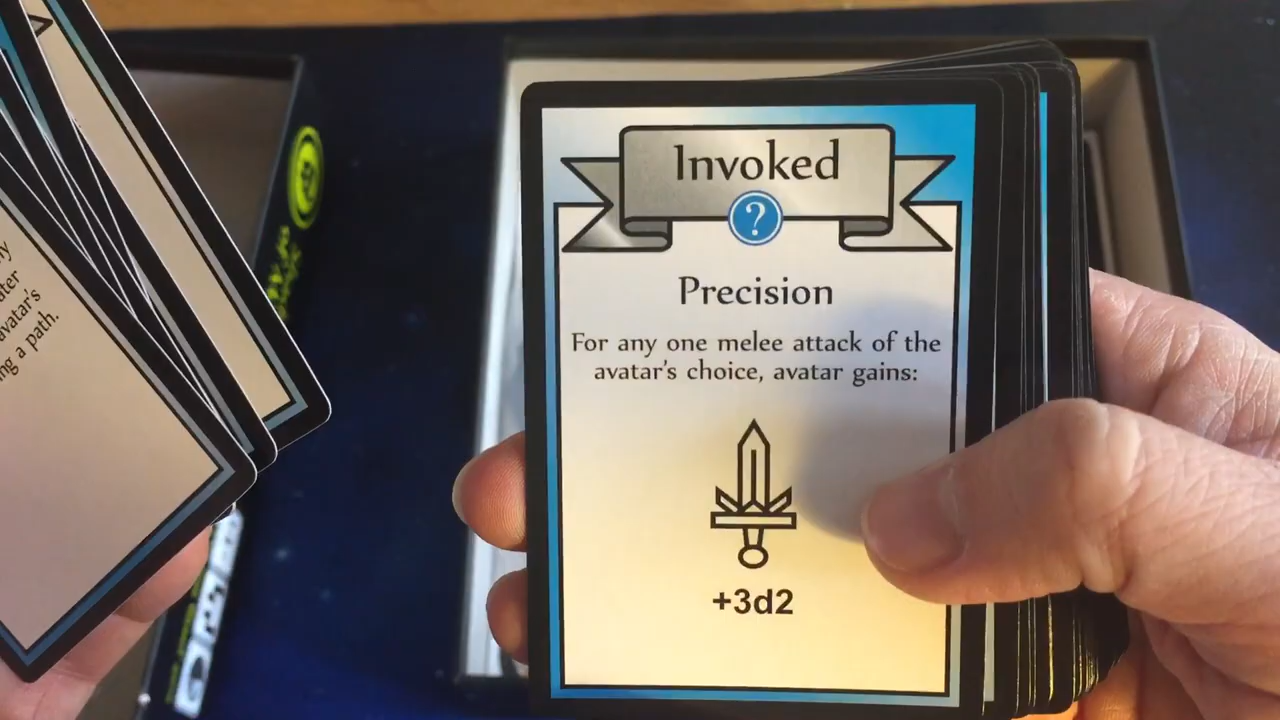 Invoked
?
Precision
For any one melee attack of the
avatar's choice, avatar gains:
+3d2
avatar's
a path.